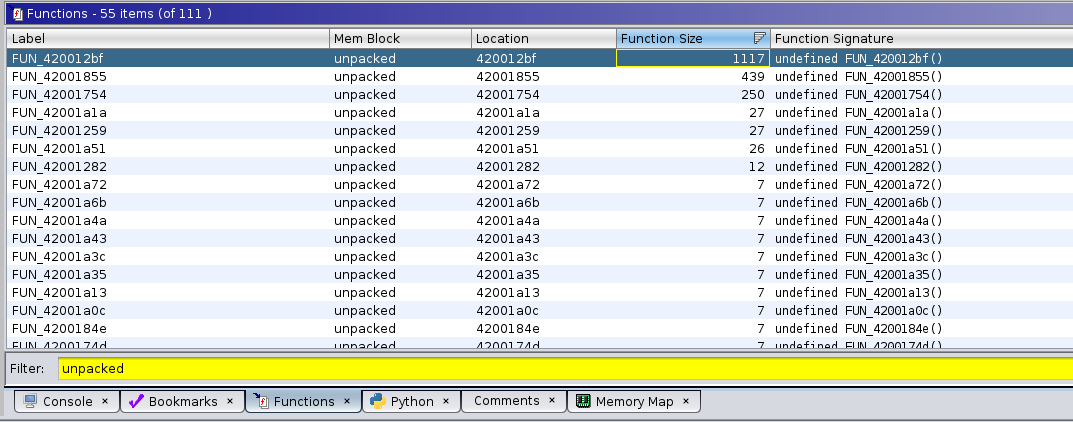 Functions - 55 items (of 111 )
Label Mem Block Location Function Size Function Signature
FUN_420012bf unpacked 420012bf 1117 undefined FUN_420012bf()
FUN_42001855 unpacked 42001855 439 undefined FUN_42001855()
FUN_42001754 unpacked 42001754 250 undefined FUN_42001754()
FUN_42001a1a unpacked 42001a1a 27 undefined FUN_42001a1a()
FUN_42001259 unpacked 42001259 27 undefined FUN_42001259()
FUN_42001a51 unpacked 42001a51 26 undefined FUN_42001a51()
FUN_42001282 unpacked 42001282 12 undefined FUN_42001282()
FUN_42001a72 unpacked 42001a72 7 undefined FUN_42001a72()
FUN_42001a6b unpacked 42001a6b 7 undefined FUN_42001a6b()
FUN_42001a4a unpacked 42001a4a 7 undefined FUN_42001a4a()
FUN_42001a43 unpacked 42001a43 7 undefined FUN_42001a43()
FUN_42001a3c unpacked 42001a3c 7 undefined FUN_42001a3c()
FUN_42001a35 unpacked 42001a35 7 undefined FUN_42001a35()
FUN_42001a13 unpacked 42001a13 7 undefined FUN_42001a13()
FUN_42001a0c unpacked 42001a0c 7 undefined FUN_42001a0c()
FUN_4200184e unpacked 4200184e 7 undefined FUN_4200184e()
FUN_4200174d unpacked 4200174d 7 undefined FUN_4200174d()
Filter: unpacked
Console × Bookmarks × Functions × Python × Comments × Memory Map ×